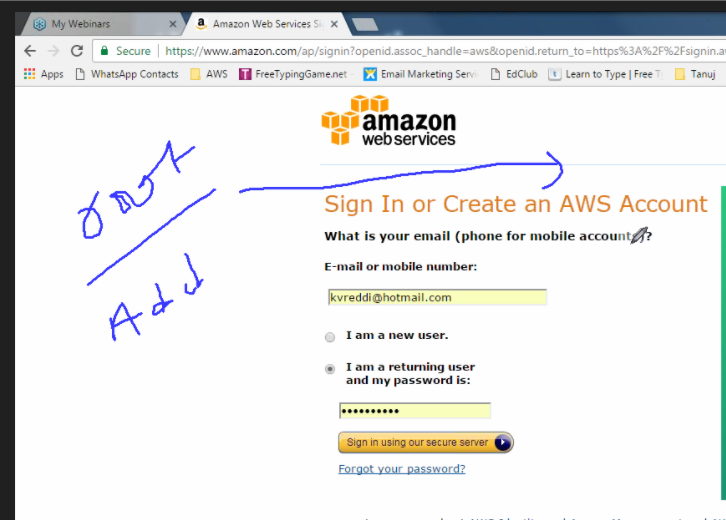 My Webinars
Amazon Web Services Si
Secure https://www.amazon.com/ap/signin?openid.assoc_handle=aws&openid.return_to=https%3A%2F%2Fsignin.aw
Apps WhatsApp Contacts AWS FreeTypingGame.net Email Marketing Servi EdClub Learn to Type | Free T Tanuj
amazon
webservices
root
Add
Sign In or Create an AWS Account
What is your email (phone for mobile accounts)?
E-mail or mobile number:
kvreddi@hotmail.com
I am a new user.
I am a returning user
and my password is:
••••••••••
Sign in using our secure server
Forgot your password?